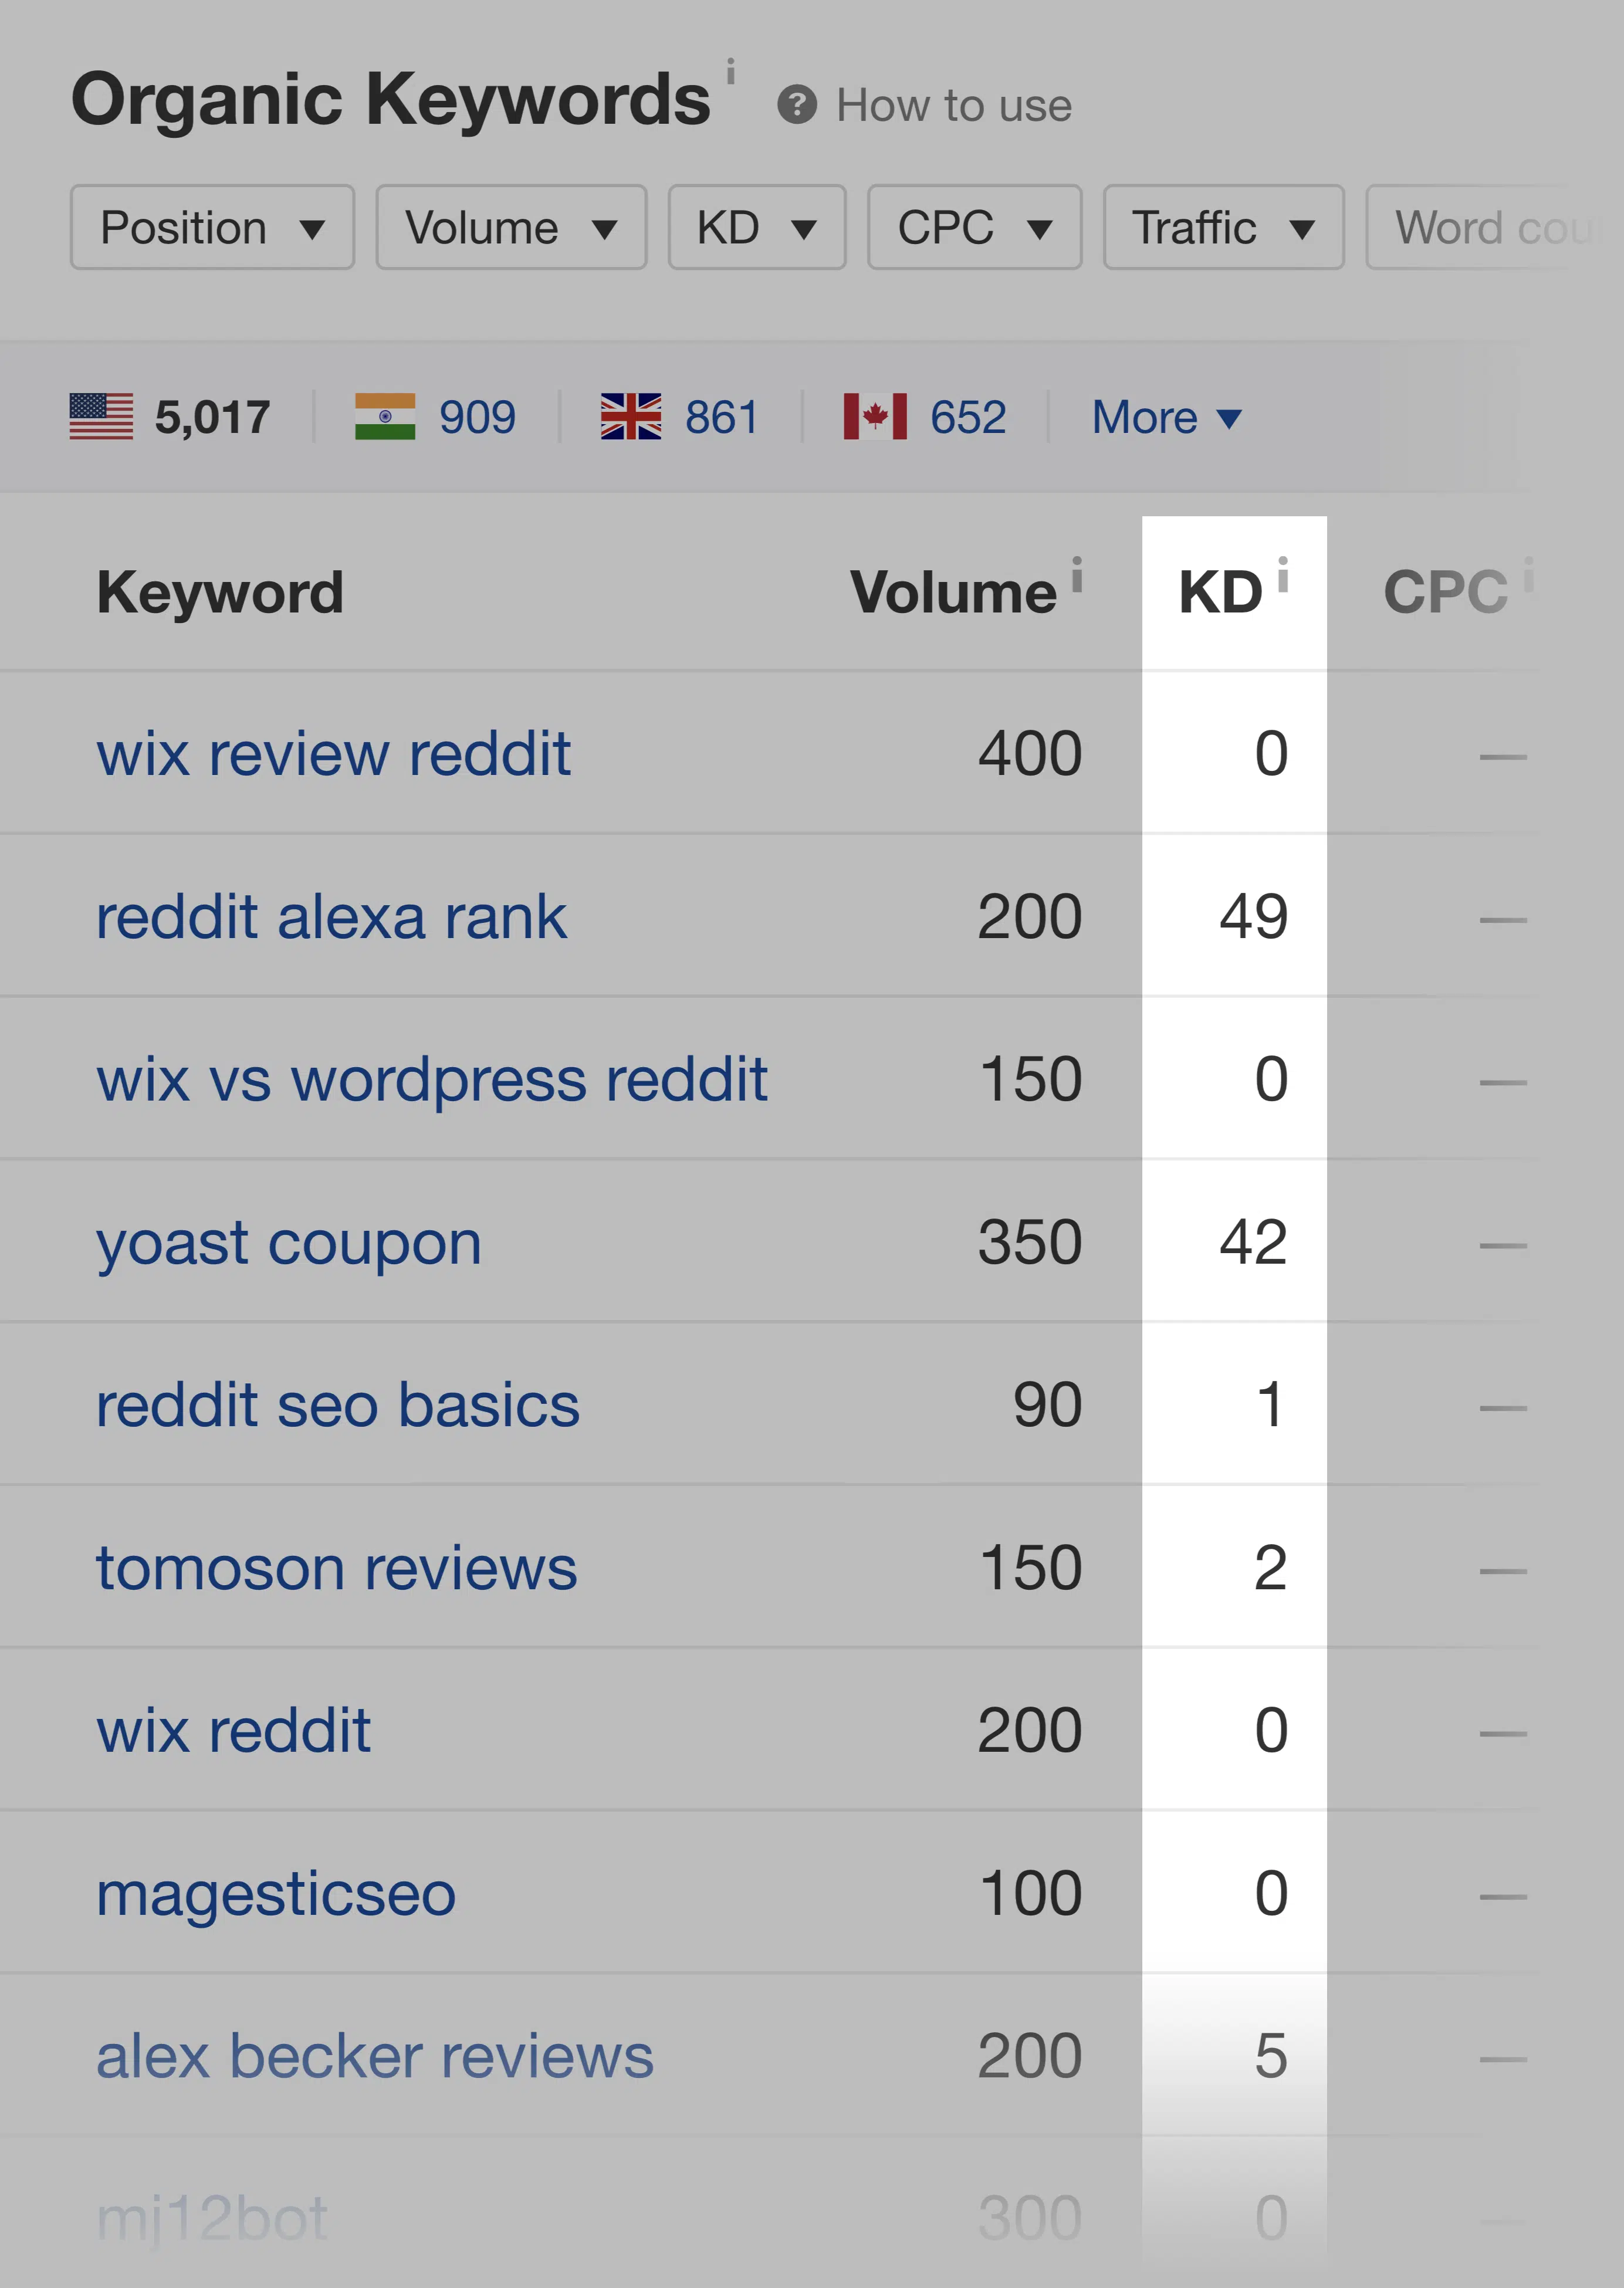 Organic Keywords i ? How to use
Position ▼ Volume ▼ KD ▼ CPC ▼ Traffic ▼ Word
5,017 909 861 652 More ▼
Keyword Volume i KD i CPC i
wix review reddit 400 0 —
reddit alexa rank 200 49 —
wix vs wordpress reddit 150 0 —
yoast coupon 350 42 —
reddit seo basics 90 1 —
tomoson reviews 150 2 —
wix reddit 200 0 —
magesticseo 100 0 —
alex becker reviews 200 5 —
mj12bot 300 0 —